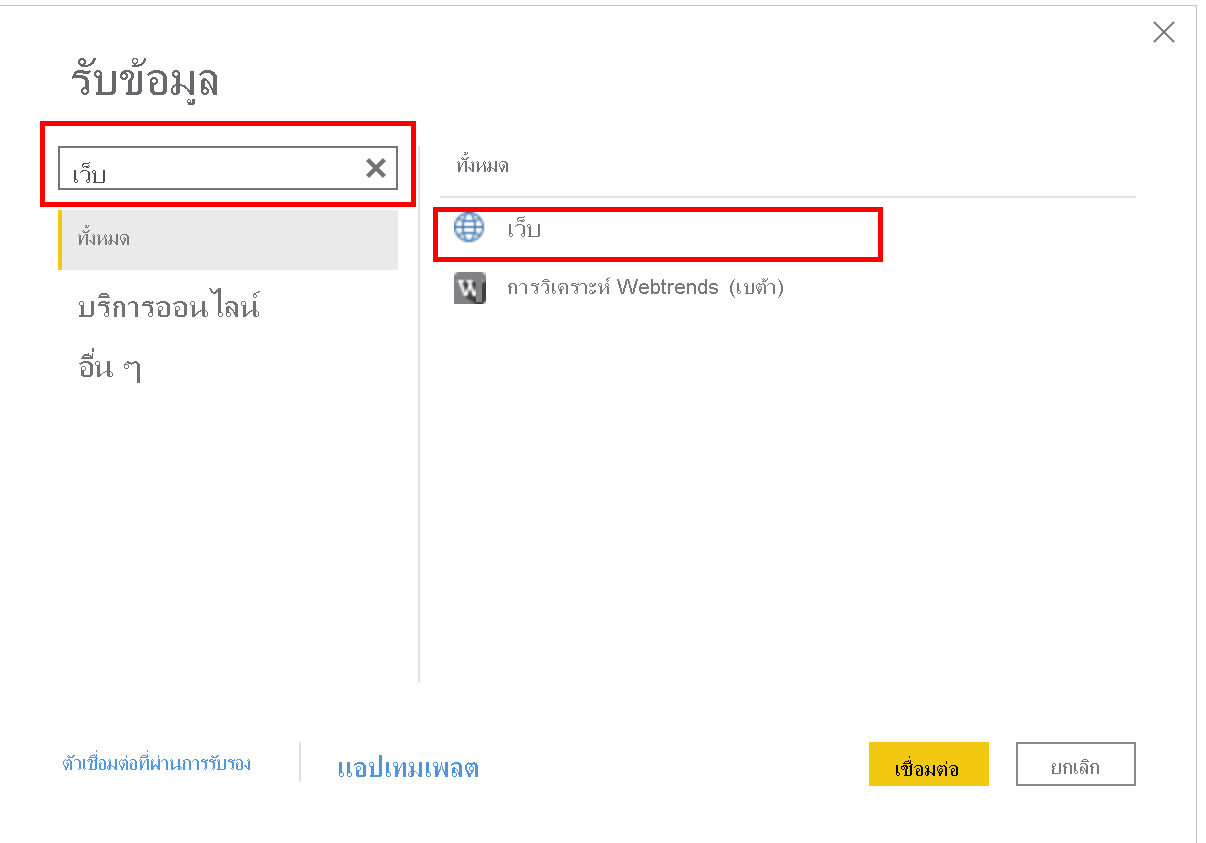 รับข้อมูล
เว็บ
ทั้งหมด
บริการออนไลน์
อื่น ๆ
ทั้งหมด
เว็บ
การวิเคราะห์ Webtrends (เบต้า)
ตัวเชื่อมต่อที่ผ่านการรับรอง
แอปเทมเพลต
เชื่อมต่อ
ยกเลิก